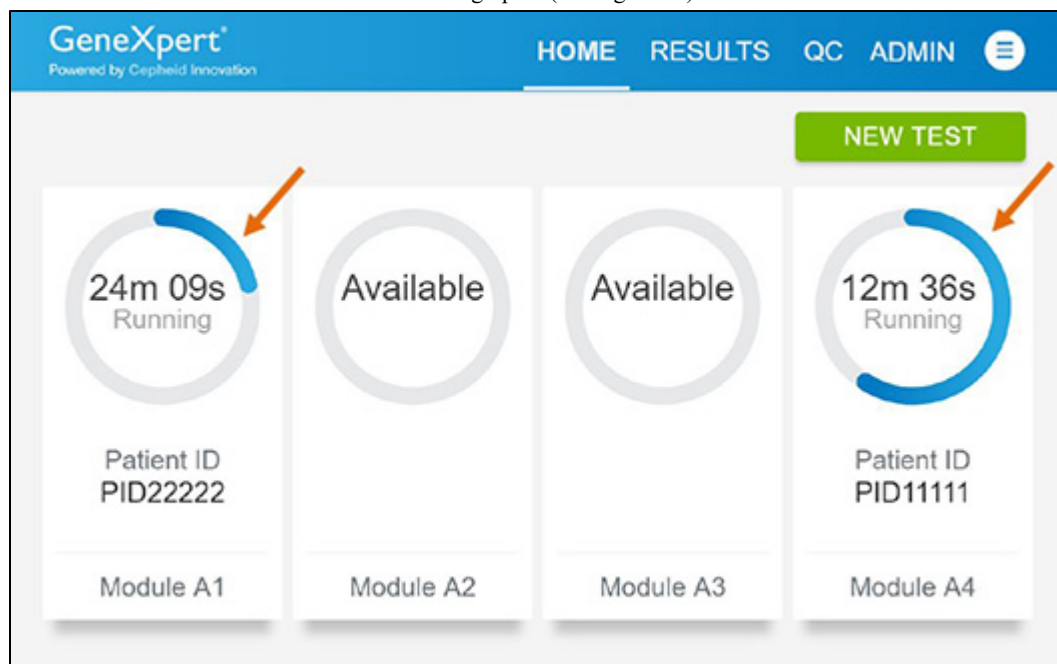 GeneXpert®
Powered by Cepheid Innovation
HOME RESULTS QC ADMIN
NEW TEST
24m 09s
Running
Patient ID
PID22222
Module A1
Available
Module A2
Available
Module A3
12m 36s
Running
Patient ID
PID11111
Module A4